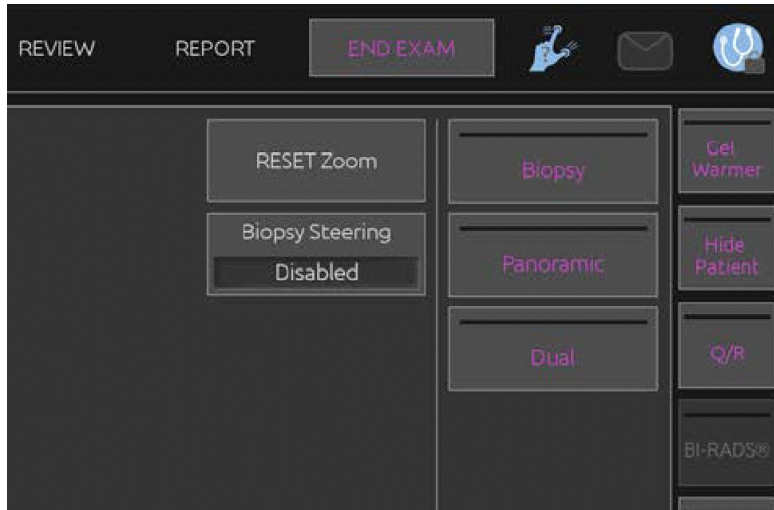 REVIEW
REPORT
END EXAM
RESET Zoom
Biopsy Steering
Disabled
Biopsy
Panoramic
Dual
Gel
Warmer
Hide
Patient
Q/R
BI-RADS®